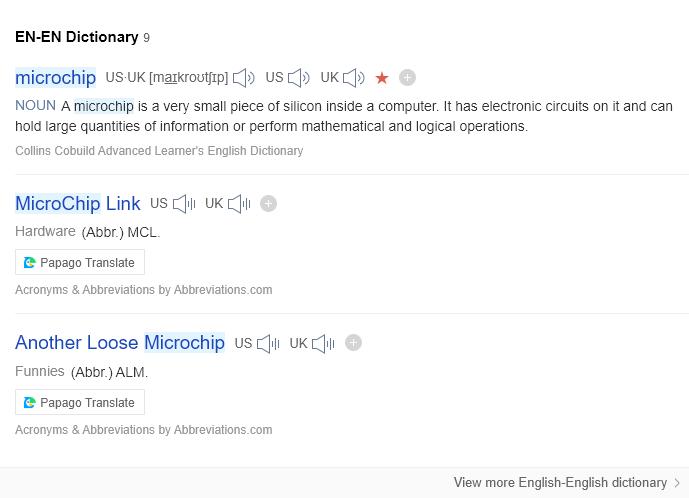 EN-EN Dictionary 9
microchip US·UK [maɪkroʊtʃɪp] US UK
NOUN A microchip is a very small piece of silicon inside a computer. It has electronic circuits on it and can
hold large quantities of information or perform mathematical and logical operations.
Collins Cobuild Advanced Learner's English Dictionary
MicroChip Link US UK
Hardware (Abbr.) MCL.
Papago Translate
Acronyms & Abbreviations by Abbreviations.com
Another Loose Microchip US UK
Funnies (Abbr.) ALM.
Papago Translate
Acronyms & Abbreviations by Abbreviations.com
View more English-English dictionary